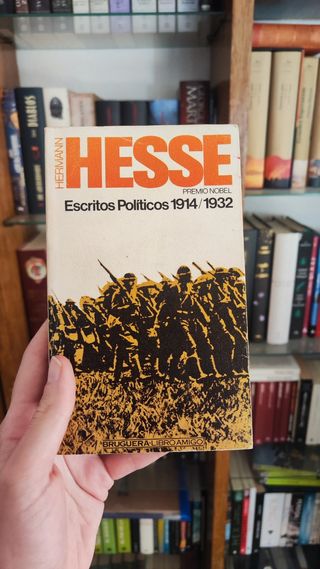 HERMANN
HESSE
PREMIO NOBEL
Escritos Políticos 1914/1932
BRUGUERA·LIBRO AMIGO